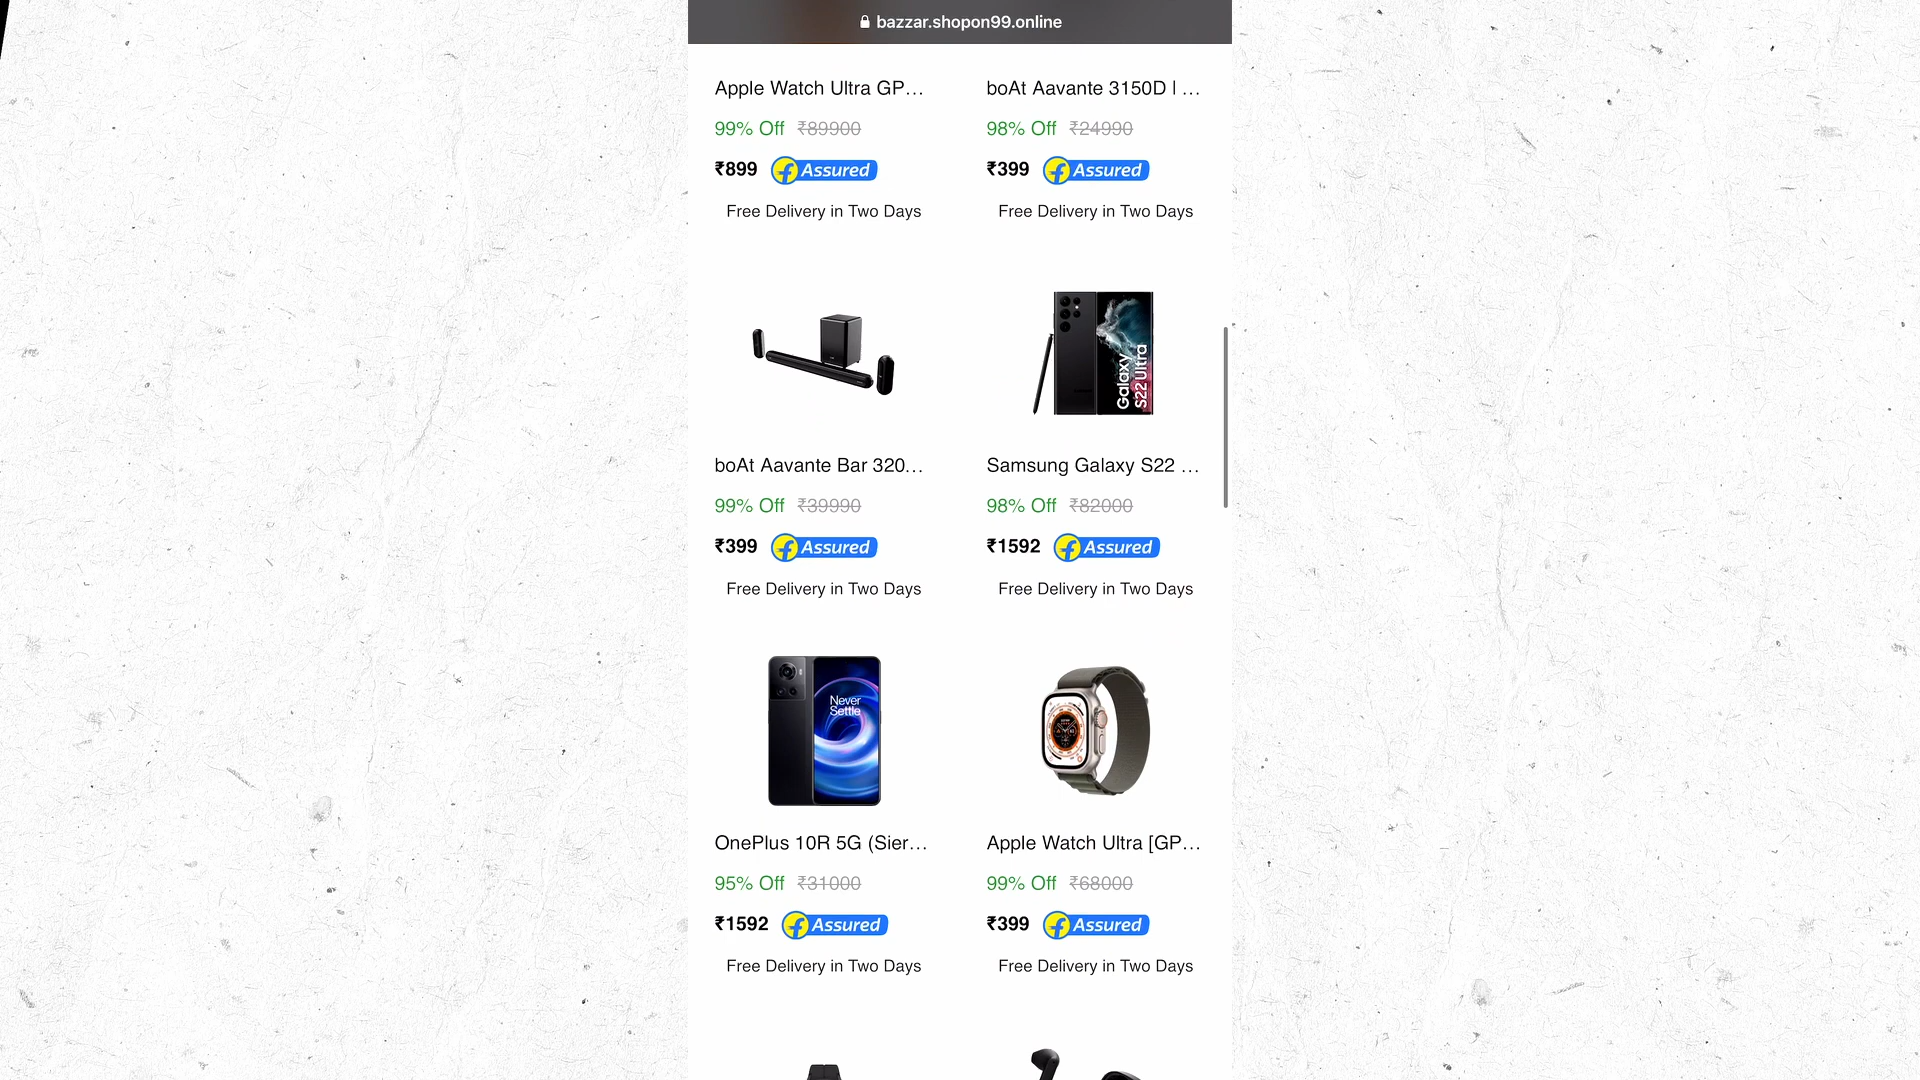 bazzar.shopon99.online
Apple Watch Ultra GP...
99% Off ₹89900
₹899 f Assured
Free Delivery in Two Days
boAt Aavante 3150D | ...
98% Off ₹24990
₹399 f Assured
Free Delivery in Two Days
Galaxy
S22 Ultra
boAt Aavante Bar 320...
99% Off ₹39990
₹399 f Assured
Free Delivery in Two Days
Samsung Galaxy S22 ...
98% Off ₹82000
₹1592 f Assured
Free Delivery in Two Days
Never
Settle
OnePlus 10R 5G (Sier...
95% Off ₹31000
₹1592 f Assured
Free Delivery in Two Days
Apple Watch Ultra [GP...
99% Off ₹68000
₹399 f Assured
Free Delivery in Two Days